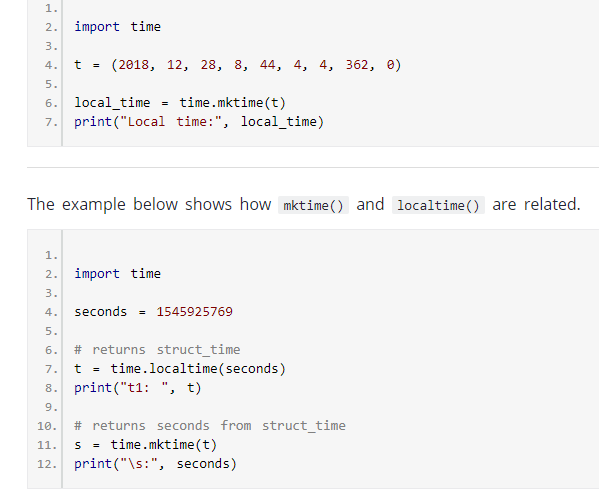 1.
2. import time
3.
4. t = (2018, 12, 28, 8, 44, 4, 4, 362, 0)
5.
6. local_time = time.mktime(t)
7. print("Local time:", local_time)
The example below shows how mktime() and localtime() are related.
1.
2. import time
3.
4. seconds = 1545925769
5.
6. # returns struct_time
7. t = time.localtime(seconds)
8. print("t1: ", t)
9.
10. # returns seconds from struct_time
11. s = time.mktime(t)
12. print("\s:", seconds)